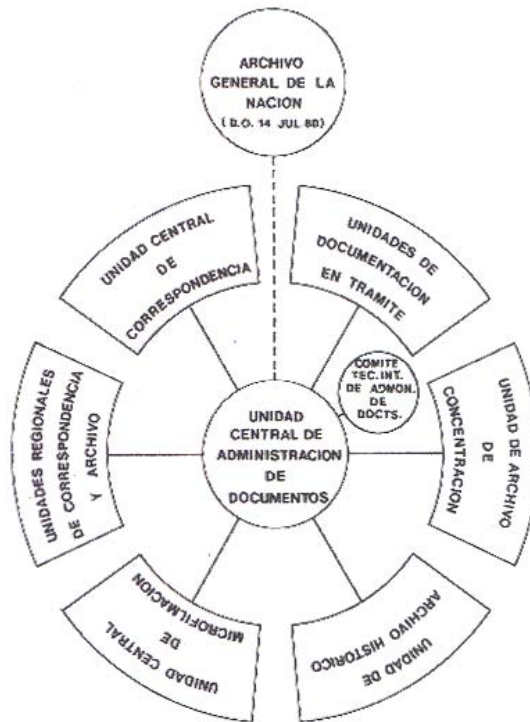 ARCHIVO
GENERAL DE LA
NACION
(D.O. 14 JUL 80)
UNIDAD CENTRAL
DE
CORRESPONDENCIA
UNIDADES DE
DOCUMENTACION
EN TRAMITE
COMITE
TEC. INT.
DE ADMON.
DE
DOCTS.
UNIDAD DE ARCHIVO
DE
CONCENTRACION
UNIDADES REGIONALES
DE CORRESPONDENCIA
Y ARCHIVO
UNIDAD
CENTRAL DE
ADMINISTRACION
DE
DOCUMENTOS
UNIDAD CENTRAL
DE
MICROFILMACION
UNIDAD DE
ARCHIVO HISTORICO